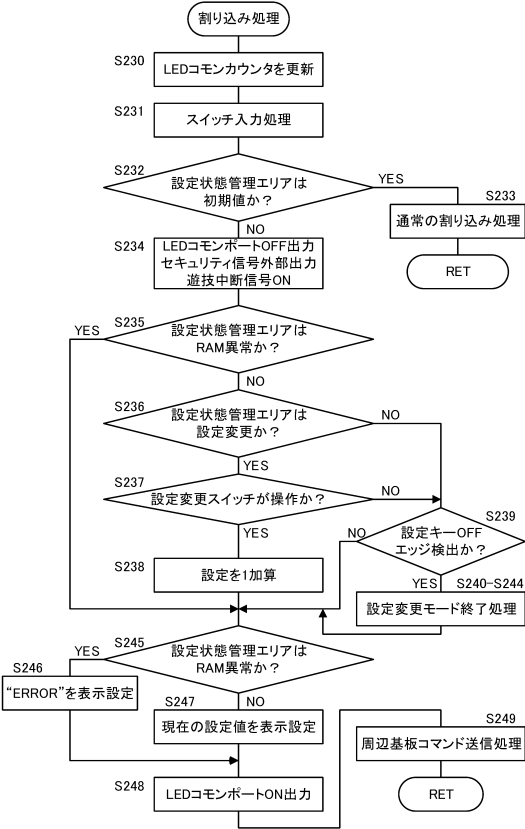 割り込み処理
S230
LEDコモンカウンタを更新
S231
スイッチ入力処理
S232
設定状態管理エリアは
初期値か？
YES
S233
通常の割り込み処理
RET
NO
S234
LEDコモンポートOFF出力
セキュリティ信号外部出力
遊技中断信号ON
S235
YES
設定状態管理エリアは
RAM異常か？
NO
S236
設定状態管理エリアは
設定変更か？
NO
YES
S237
設定変更スイッチが操作か？
NO
YES
S239
NO
設定キーOFF
エッジ検出か？
YES
S240-S244
設定変更モード終了処理
S238
設定を1加算
S245
YES
設定状態管理エリアは
RAM異常か？
S246
“ERROR”を表示設定
NO
S247
現在の設定値を表示設定
S248
LEDコモンポートON出力
S249
周辺基板コマンド送信処理
RET